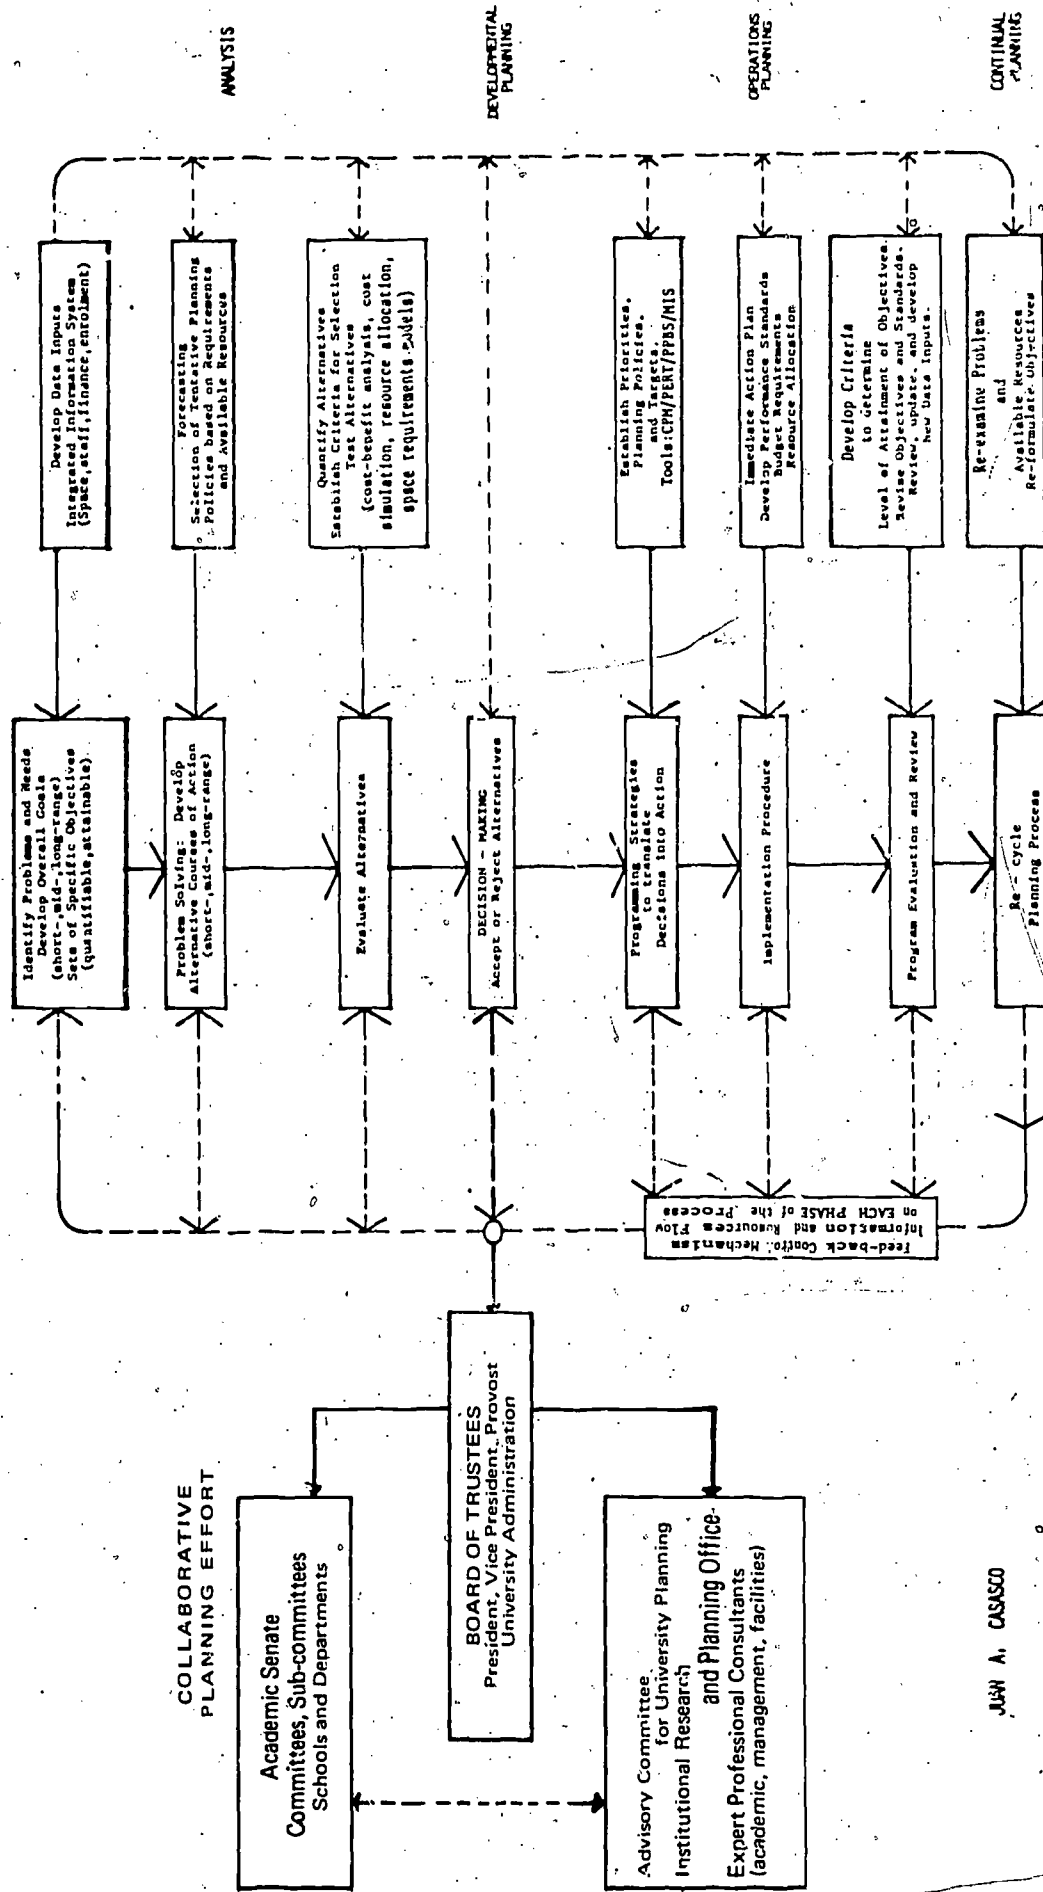 COLLABORATIVE
PLANNING EFFORT
Academic Senate
Committees, Sub-committees
Schools and Departments
BOARD OF TRUSTEES
President, Vice President, Provost
University Administration
Advisory Committee
for University Planning
Institutional Research
and Planning Office-
Expert Professional Consultants
(academic, management, facilities)
JUAN A. CASASCO
Feed-back Control Mechanism
Information and Resources Flow
on EACH PHASE of the Process
Identify Problems and Needs
Develop Overall Goals
(short-,mid-,long-range)
Sets of Specific Objectives
(quantifiable,attainable)
Problem Solving: Develop
Alternative Courses of Action
(short-,mid-,long-range)
Evaluate Alternatives
DECISION - MAKING
Accept or Reject Alternatives
Programming Strategies
to translate
Decisions into Action
Implementation Procedure
Program Evaluation and Review
Re - cycle
Planning Process
Develop Data Inputs
Integrated Information System
(Space,staff,finance,enrolment)
Forecasting
Selection of Tentative Planning
Policies based on Requirements
and Available Resources
Quantify Alternatives
Establish Criteria for Selection
Test Alternatives
(cost-benefit analysis, cost
simulation, resource allocation,
space requirements models)
Establish Priorities,
Planning Policies,
and Targets.
Tools:CPM/PERT/PPBS/MIS
Immediate Action Plan
Develop Performance Standards
Budget Requirements
Resource Allocation
Develop Criteria
to determine
Level of Attainment of Objectives.
Revise Objectives and Standards.
Review, update, and develop
new Data inputs.
Re-examine Problems
and
Available Resources
Re-formulate Objectives
ANALYSIS
DEVELOPMENTAL
PLANNING
OPERATIONS
PLANNING
CONTINUAL
PLANNING